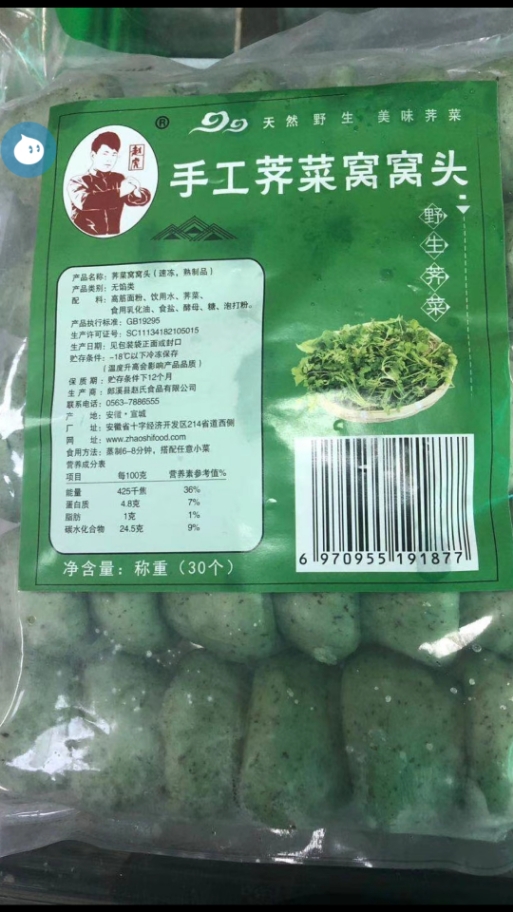 赵虎
®
天然野生 美味荠菜
手工荠菜窝窝头
野生荠菜
产品名称：荠菜窝窝头（速冻、熟制品）
产品类别：无馅类
配 料：高筋面粉、饮用水、荠菜、
食用乳化油、食盐、酵母、糖、泡打粉。
产品执行标准：GB19295
生产许可证号：SC11134182105015
生产日期：见包装袋正面或封口
贮存条件：-18℃以下冷冻保存
（温度升高会影响产品品质）
保 质 期：贮存条件下12个月
生 产 商：郎溪县赵氏食品有限公司
联系电话：0563-7886555
产 地：安徽·宣城
厂 址：安徽省十字经济开发区214省道西侧
网 址：www.zhaoshifood.com
食用方法：蒸制6-8分钟，搭配任意小菜
营养成分表
项目 每100克 营养素参考值%
能量 425千焦 36%
蛋白质 4.8克 7%
脂肪 1克 1%
碳水化合物 24.5克 9%
净含量：称重（30个）
6 970955 191877